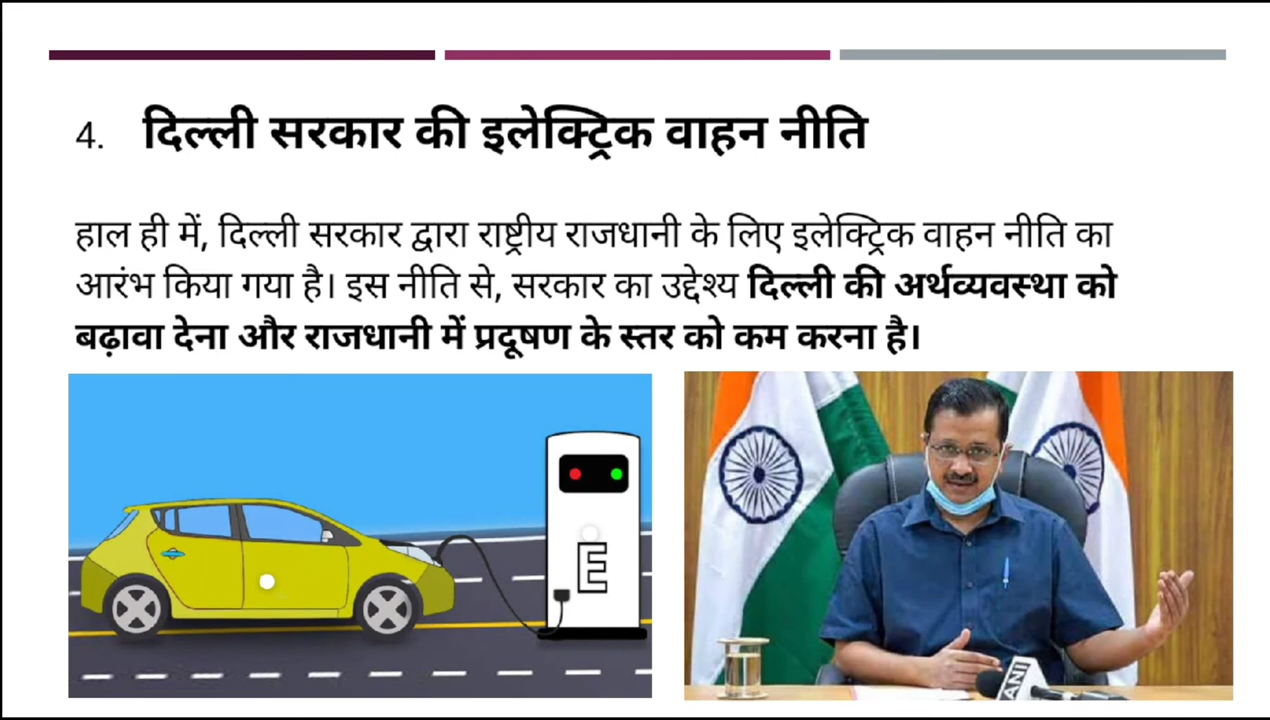 4. दिल्ली सरकार की इलेक्ट्रिक वाहन नीति
हाल ही में, दिल्ली सरकार द्वारा राष्ट्रीय राजधानी के लिए इलेक्ट्रिक वाहन नीति का
आरंभ किया गया है। इस नीति से, सरकार का उद्देश्य दिल्ली की अर्थव्यवस्था को
बढ़ावा देना और राजधानी में प्रदूषण के स्तर को कम करना है।
E
ANI